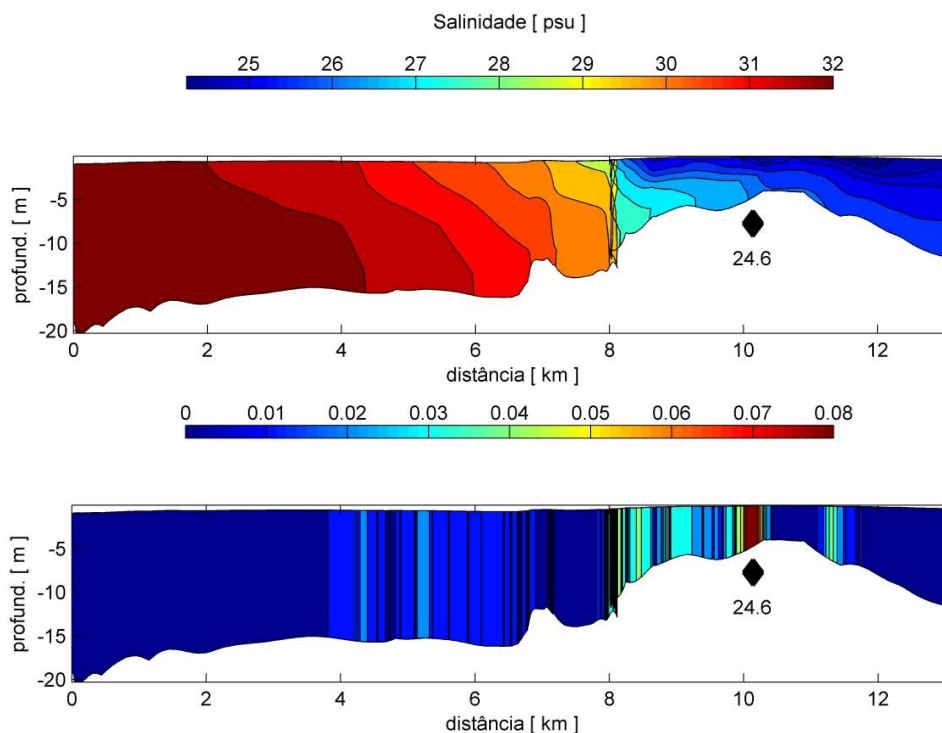 Salinidade [ psu ]
25 26 27 28 29 30 31 32
profund. [ m ]
-5
-10
-15
-20
24.6
0 2 4 6 8 10 12
distância [ km ]
0 0.01 0.02 0.03 0.04 0.05 0.06 0.07 0.08
profund. [ m ]
-5
-10
-15
-20
24.6
0 2 4 6 8 10 12
distância [ km ]